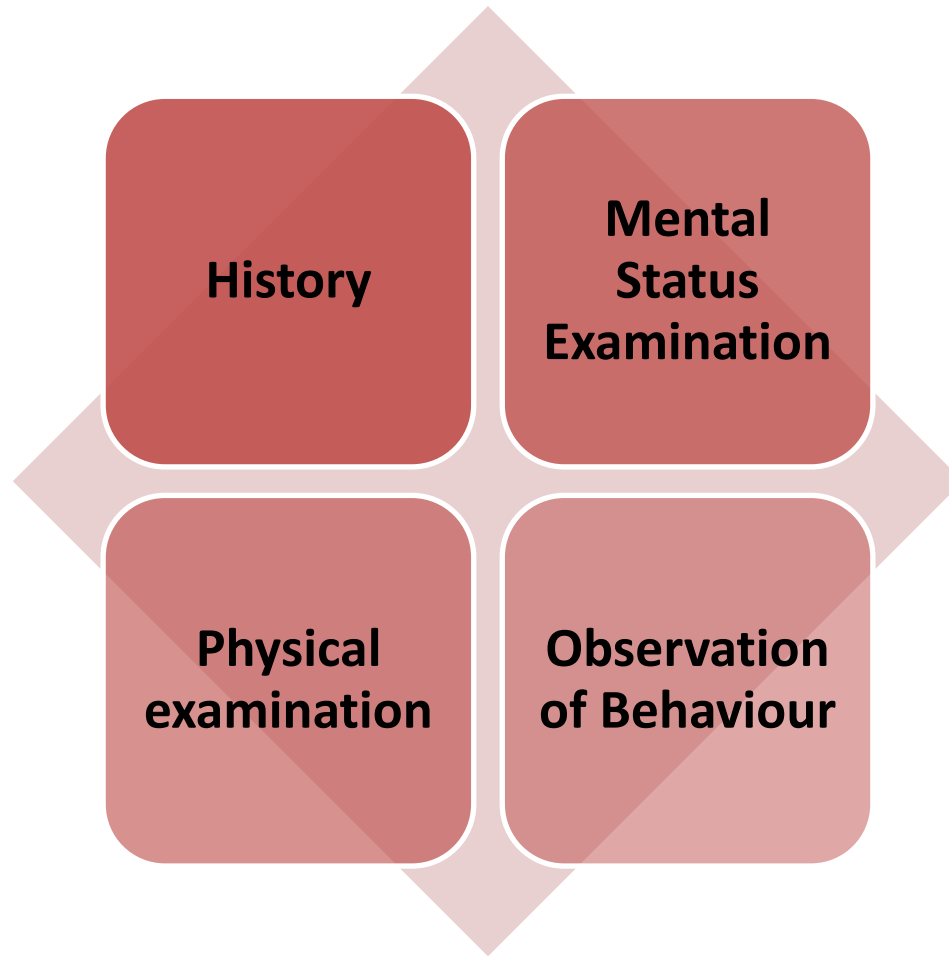 History
Mental
Status
Examination
Physical
examination
Observation
of Behaviour